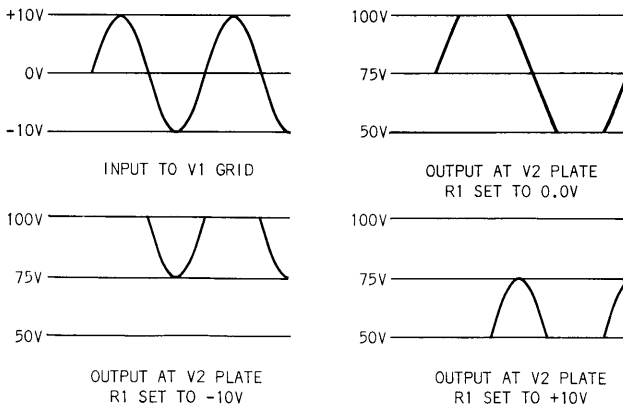 +10V
0V
-10V
INPUT TO V1 GRID
100V
75V
50V
OUTPUT AT V2 PLATE
R1 SET TO 0.0V
100V
75V
50V
OUTPUT AT V2 PLATE
R1 SET TO -10V
100V
75V
50V
OUTPUT AT V2 PLATE
R1 SET TO +10V